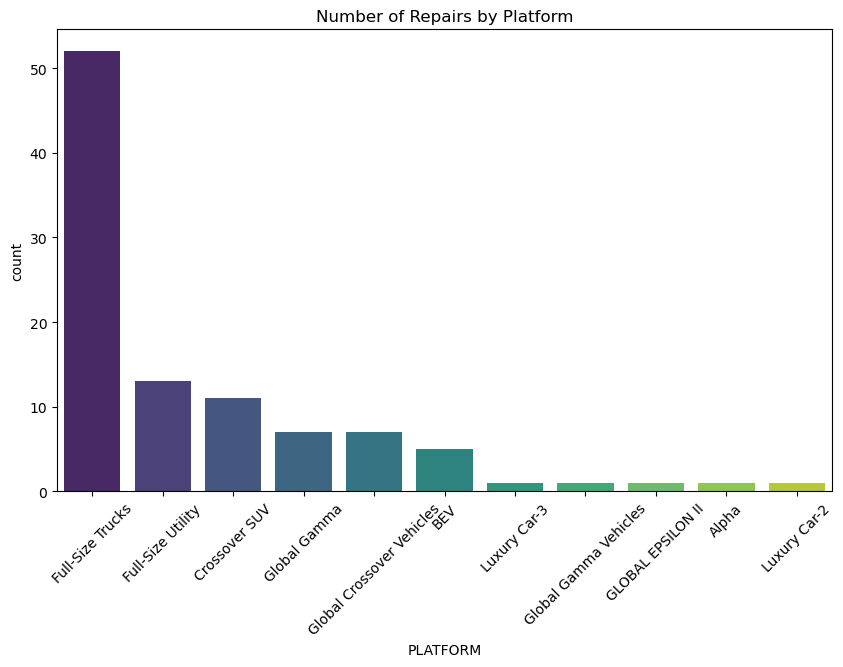 Number of Repairs by Platform
count
50
40
30
20
10
0
Full-Size Trucks
Full-Size Utility
Crossover SUV
Global Gamma
Global Crossover Vehicles
BEV
Luxury Car-3
Global Gamma Vehicles
GLOBAL EPSILON II
Alpha
Luxury Car-2
PLATFORM